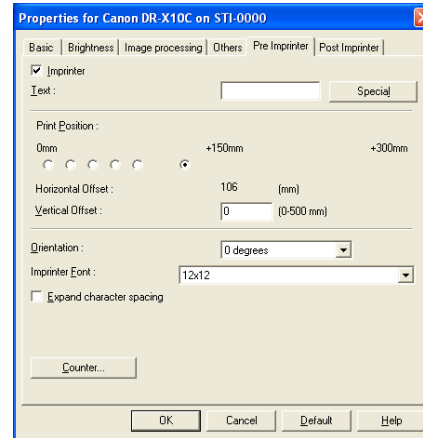 Properties for Canon DR-X10C on STI-0000
Basic Brightness Image processing Others Pre Imprinter Post Imprinter
Imprinter
Text : Special
Print Position :
0mm +150mm +300mm
Horizontal Offset : 106 (mm)
Vertical Offset : 0 (0-500 mm)
Orientation : 0 degrees
Imprinter Font : 12x12
Expand character spacing
Counter...
OK Cancel Default Help